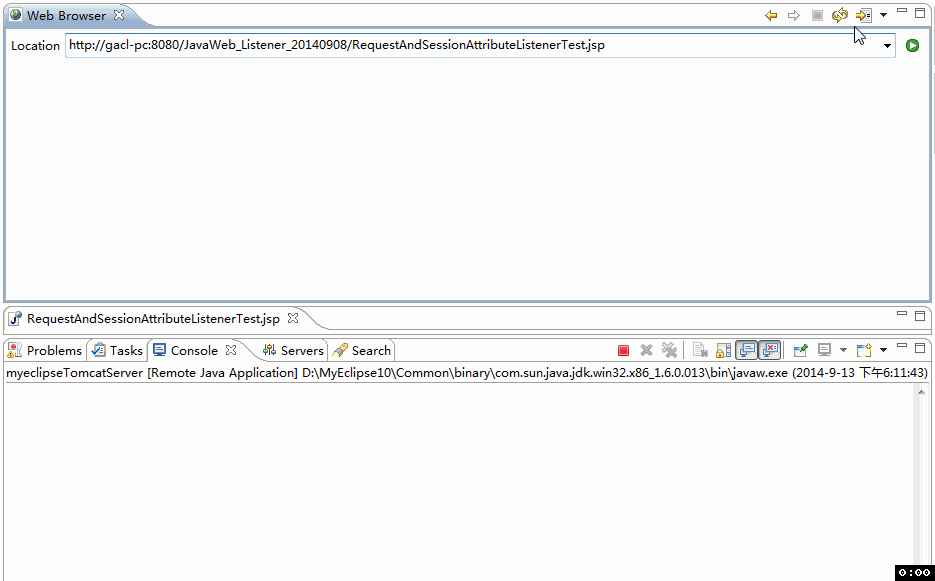 Web Browser
Location http://gacl-pc:8080/JavaWeb_Listener_20140908/RequestAndSessionAttributeListenerTest.jsp
RequestAndSessionAttributeListenerTest.jsp
Problems Tasks Console Servers Search
myeclipseTomcatServer [Remote Java Application] D:\MyEclipse10\Common\binary\com.sun.java.jdk.win32.x86_1.6.0.013\bin\javaw.exe (2014-9-13 下午6:11:43)
0:00